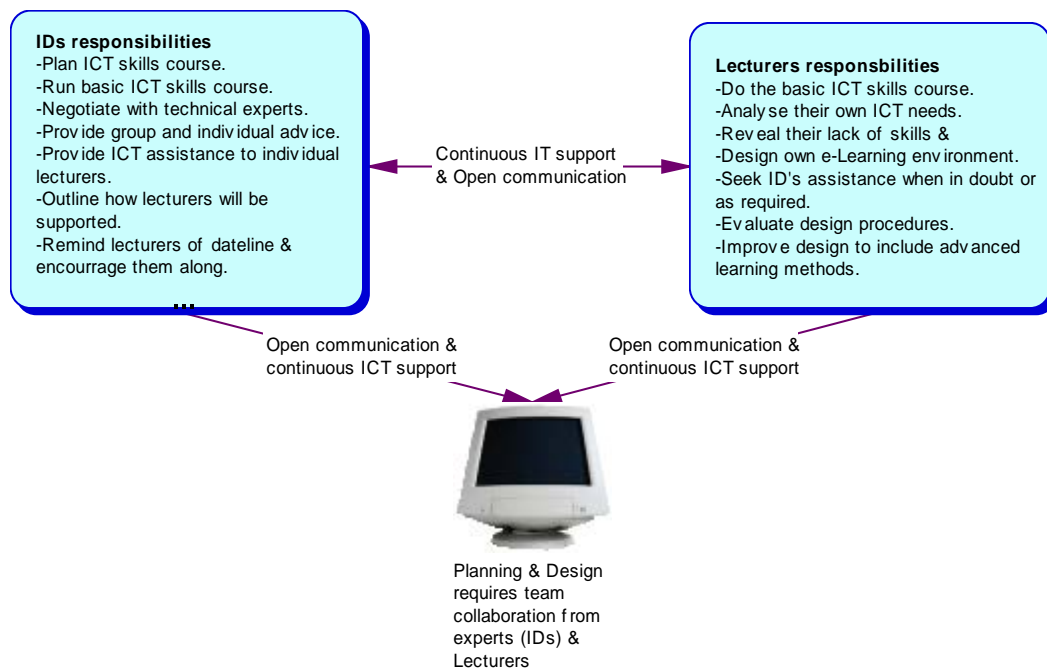 IDs responsibilities
-Plan ICT skills course.
-Run basic ICT skills course.
-Negotiate with technical experts.
-Provide group and individual advice.
-Provide ICT assistance to individual
lecturers.
-Outline how lecturers will be
supported.
-Remind lecturers of dateline &
encourage them along.
...
Lecturers responsbilities
-Do the basic ICT skills course.
-Analyse their own ICT needs.
-Reveal their lack of skills &
-Design own e-Learning environment.
-Seek ID's assistance when in doubt or
as required.
-Evaluate design procedures.
-Improve design to include advanced
learning methods.
Continuous IT support
& Open communication
Open communication &
continuous ICT support
Open communication &
continuous ICT support
Planning & Design
requires team
collaboration from
experts (IDs) &
Lecturers